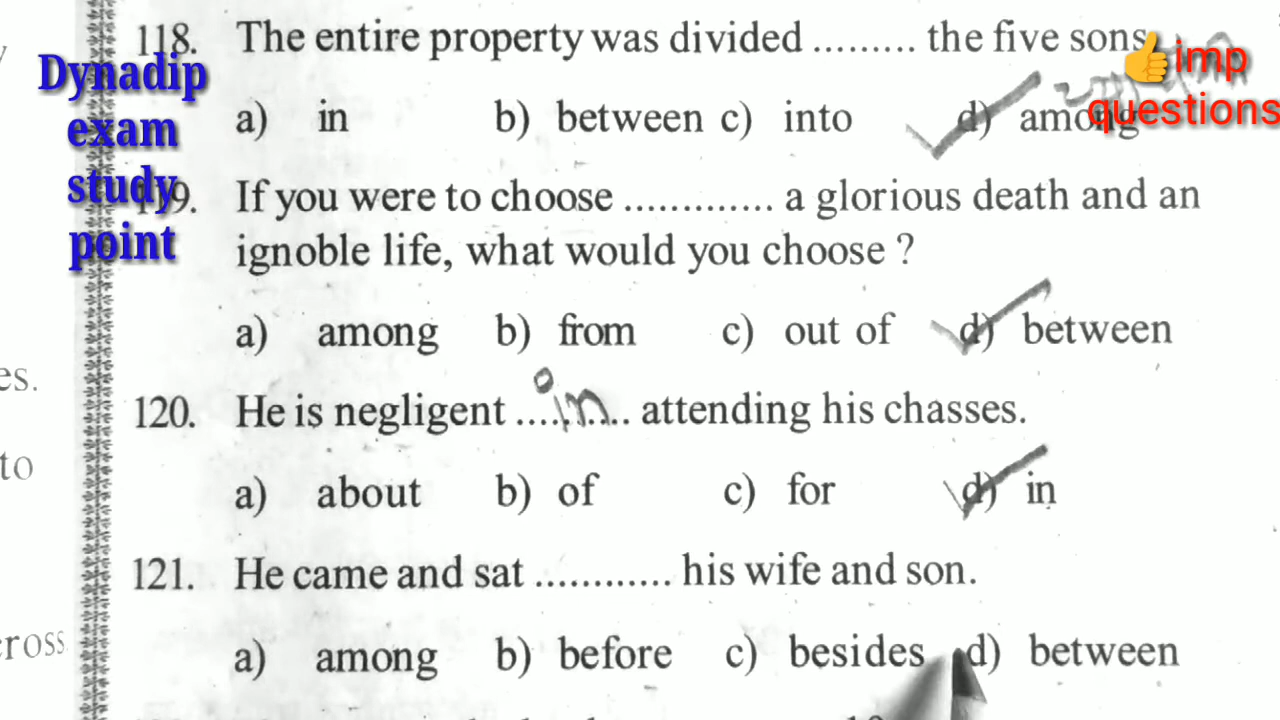 118. The entire property was divided ......... the five sons
a) in b) between c) into d) among
119. If you were to choose ............. a glorious death and an
ignoble life, what would you choose ?
a) among b) from c) out of d) between
120. He is negligent ....in... attending his chasses.
a) about b) of c) for d) in
121. He came and sat ............ his wife and son.
a) among b) before c) besides d) between
Dynadip
exam
study
point
👍imp
questions
es.
to
cross